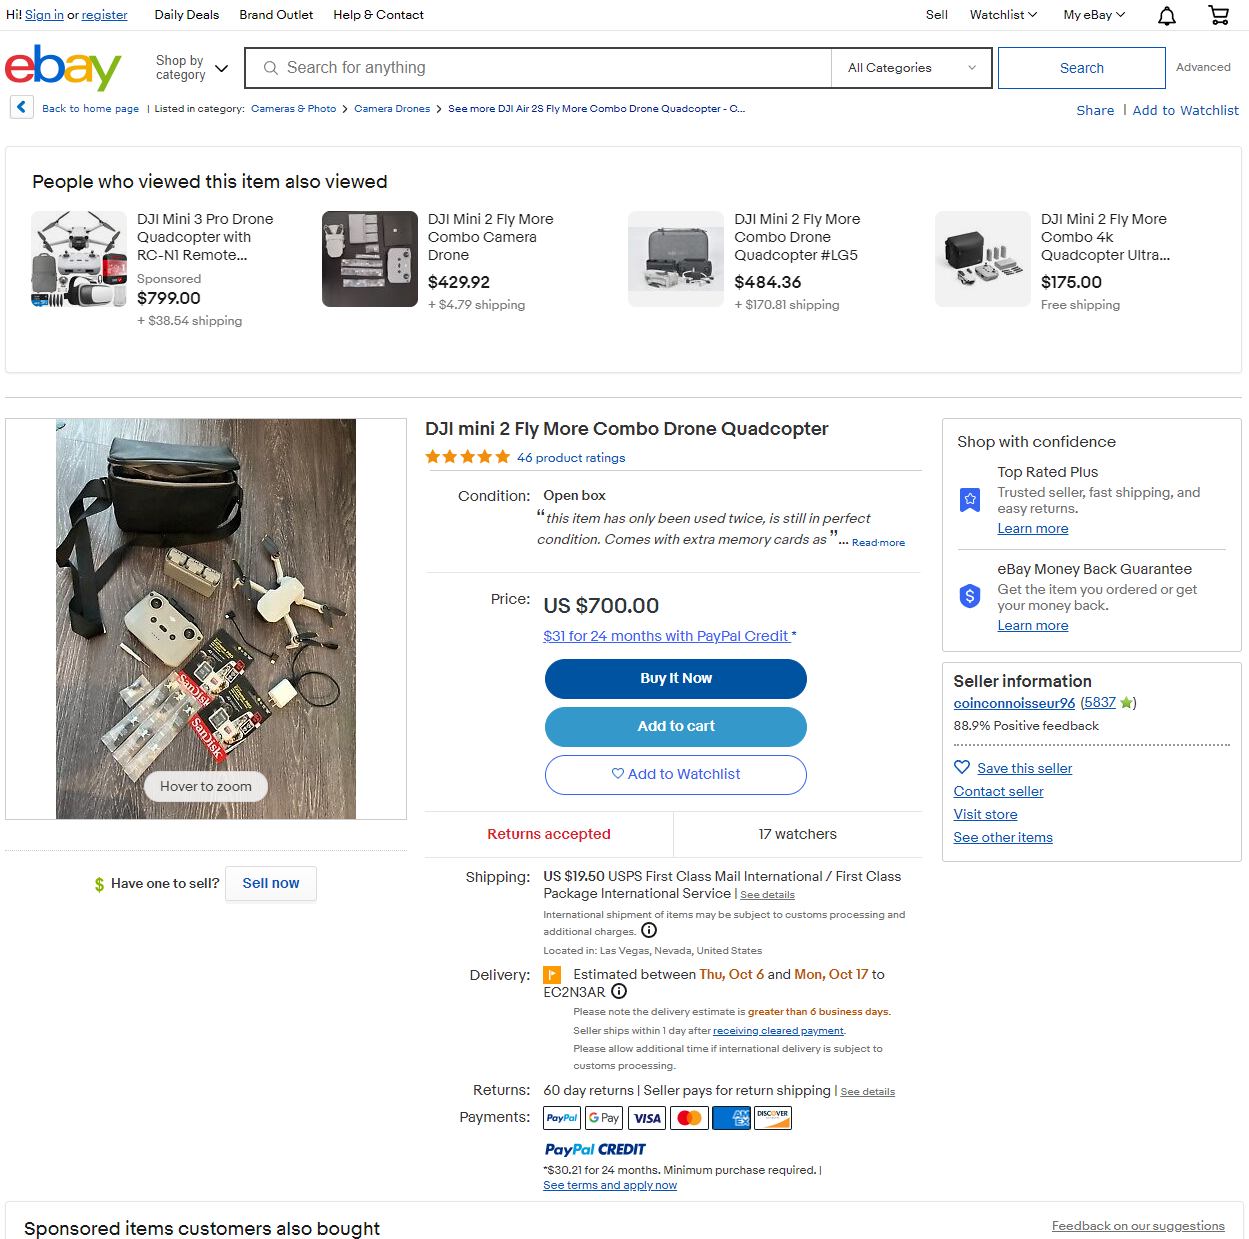 Hi! Sign in or register
Daily Deals
Brand Outlet
Help & Contact
Sell
Watchlist
My eBay
ebay
Shop by category
Search for anything
All Categories
Search
Advanced
Back to home page | Listed in category: Cameras & Photo > Camera Drones > See more DJI Air 2S Fly More Combo Drone Quadcopter - C...
Share | Add to Watchlist
People who viewed this item also viewed
DJI Mini 3 Pro Drone
Quadcopter with
RC-N1 Remote...
Sponsored
$799.00
+ $38.54 shipping
DJI Mini 2 Fly More
Combo Camera
Drone
$429.92
+ $4.79 shipping
DJI Mini 2 Fly More
Combo Drone
Quadcopter #LG5
$484.36
+ $170.81 shipping
DJI Mini 2 Fly More
Combo 4k
Quadcopter Ultra...
$175.00
Free shipping
SanDisk
SanDisk
Hover to zoom
$ Have one to sell? Sell now
DJI mini 2 Fly More Combo Drone Quadcopter
46 product ratings
Condition: Open box
“this item has only been used twice, is still in perfect
condition. Comes with extra memory cards as ”... Read more
Price: US $700.00
$31 for 24 months with PayPal Credit *
Buy It Now
Add to cart
Add to Watchlist
Returns accepted
17 watchers
Shipping: US $19.50 USPS First Class Mail International / First Class
Package International Service | See details
International shipment of items may be subject to customs processing and
additional charges.
Located in: Las Vegas, Nevada, United States
Delivery: Estimated between Thu, Oct 6 and Mon, Oct 17 to
EC2N3AR
Please note the delivery estimate is greater than 6 business days.
Seller ships within 1 day after receiving cleared payment.
Please allow additional time if international delivery is subject to
customs processing.
Returns: 60 day returns | Seller pays for return shipping | See details
Payments: PayPal G Pay VISA AM EX DISCOVER
PayPal CREDIT
*$30.21 for 24 months. Minimum purchase required. |
See terms and apply now
Shop with confidence
Top Rated Plus
Trusted seller, fast shipping, and
easy returns.
Learn more
eBay Money Back Guarantee
Get the item you ordered or get
your money back.
Learn more
Seller information
coinconnoisseur96 (5837)
88.9% Positive feedback
Save this seller
Contact seller
Visit store
See other items
Sponsored items customers also bought
Feedback on our suggestions